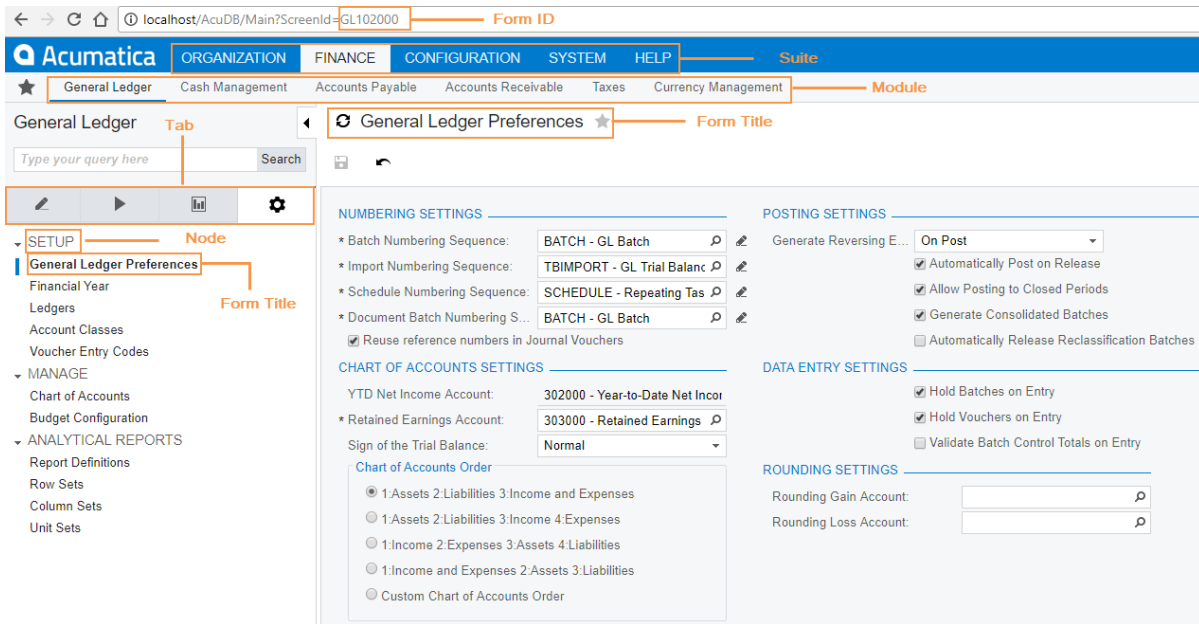 localhost/AcuDB/Main?ScreenId=GL102000 Form ID
Acumatica ORGANIZATION FINANCE CONFIGURATION SYSTEM HELP Suite
General Ledger Cash Management Accounts Payable Accounts Receivable Taxes Currency Management Module
General Ledger Tab General Ledger Preferences Form Title
Type your query here Search
SETUP Node
General Ledger Preferences
Financial Year Form Title
Ledgers
Account Classes
Voucher Entry Codes
MANAGE
Chart of Accounts
Budget Configuration
ANALYTICAL REPORTS
Report Definitions
Row Sets
Column Sets
Unit Sets
NUMBERING SETTINGS
* Batch Numbering Sequence: BATCH - GL Batch
* Import Numbering Sequence: TBIMPORT - GL Trial Balanc
* Schedule Numbering Sequence: SCHEDULE - Repeating Tas
* Document Batch Numbering S... BATCH - GL Batch
Reuse reference numbers in Journal Vouchers
CHART OF ACCOUNTS SETTINGS
YTD Net Income Account: 302000 - Year-to-Date Net Incor
* Retained Earnings Account: 303000 - Retained Earnings
Sign of the Trial Balance: Normal
Chart of Accounts Order
1:Assets 2:Liabilities 3:Income and Expenses
1:Assets 2:Liabilities 3:Income 4:Expenses
1:Income 2:Expenses 3:Assets 4:Liabilities
1:Income and Expenses 2:Assets 3:Liabilities
Custom Chart of Accounts Order
POSTING SETTINGS
Generate Reversing E... On Post
Automatically Post on Release
Allow Posting to Closed Periods
Generate Consolidated Batches
Automatically Release Reclassification Batches
DATA ENTRY SETTINGS
Hold Batches on Entry
Hold Vouchers on Entry
Validate Batch Control Totals on Entry
ROUNDING SETTINGS
Rounding Gain Account:
Rounding Loss Account: